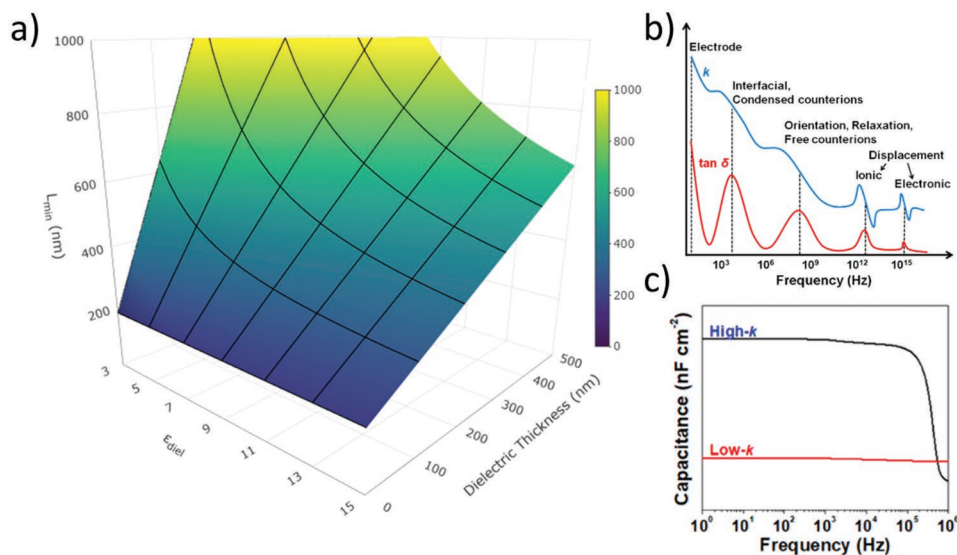 a)
1000
800
600
400
200
L_min (nm)
3
5
7
9
11
13
15
ε_diel
0
100
200
300
400
500
Dielectric Thickness (nm)
1000
800
600
400
200
0
b)
Electrode
k
Interfacial,
Condensed counterions
Orientation, Relaxation,
Free counterions
Displacement
Ionic
Electronic
tan δ
10³ 10⁶ 10⁹ 10¹² 10¹⁵
Frequency (Hz)
c)
High-k
Low-k
Capacitance (nF cm⁻²)
10⁰ 10¹ 10² 10³ 10⁴ 10⁵ 10⁶
Frequency (Hz)